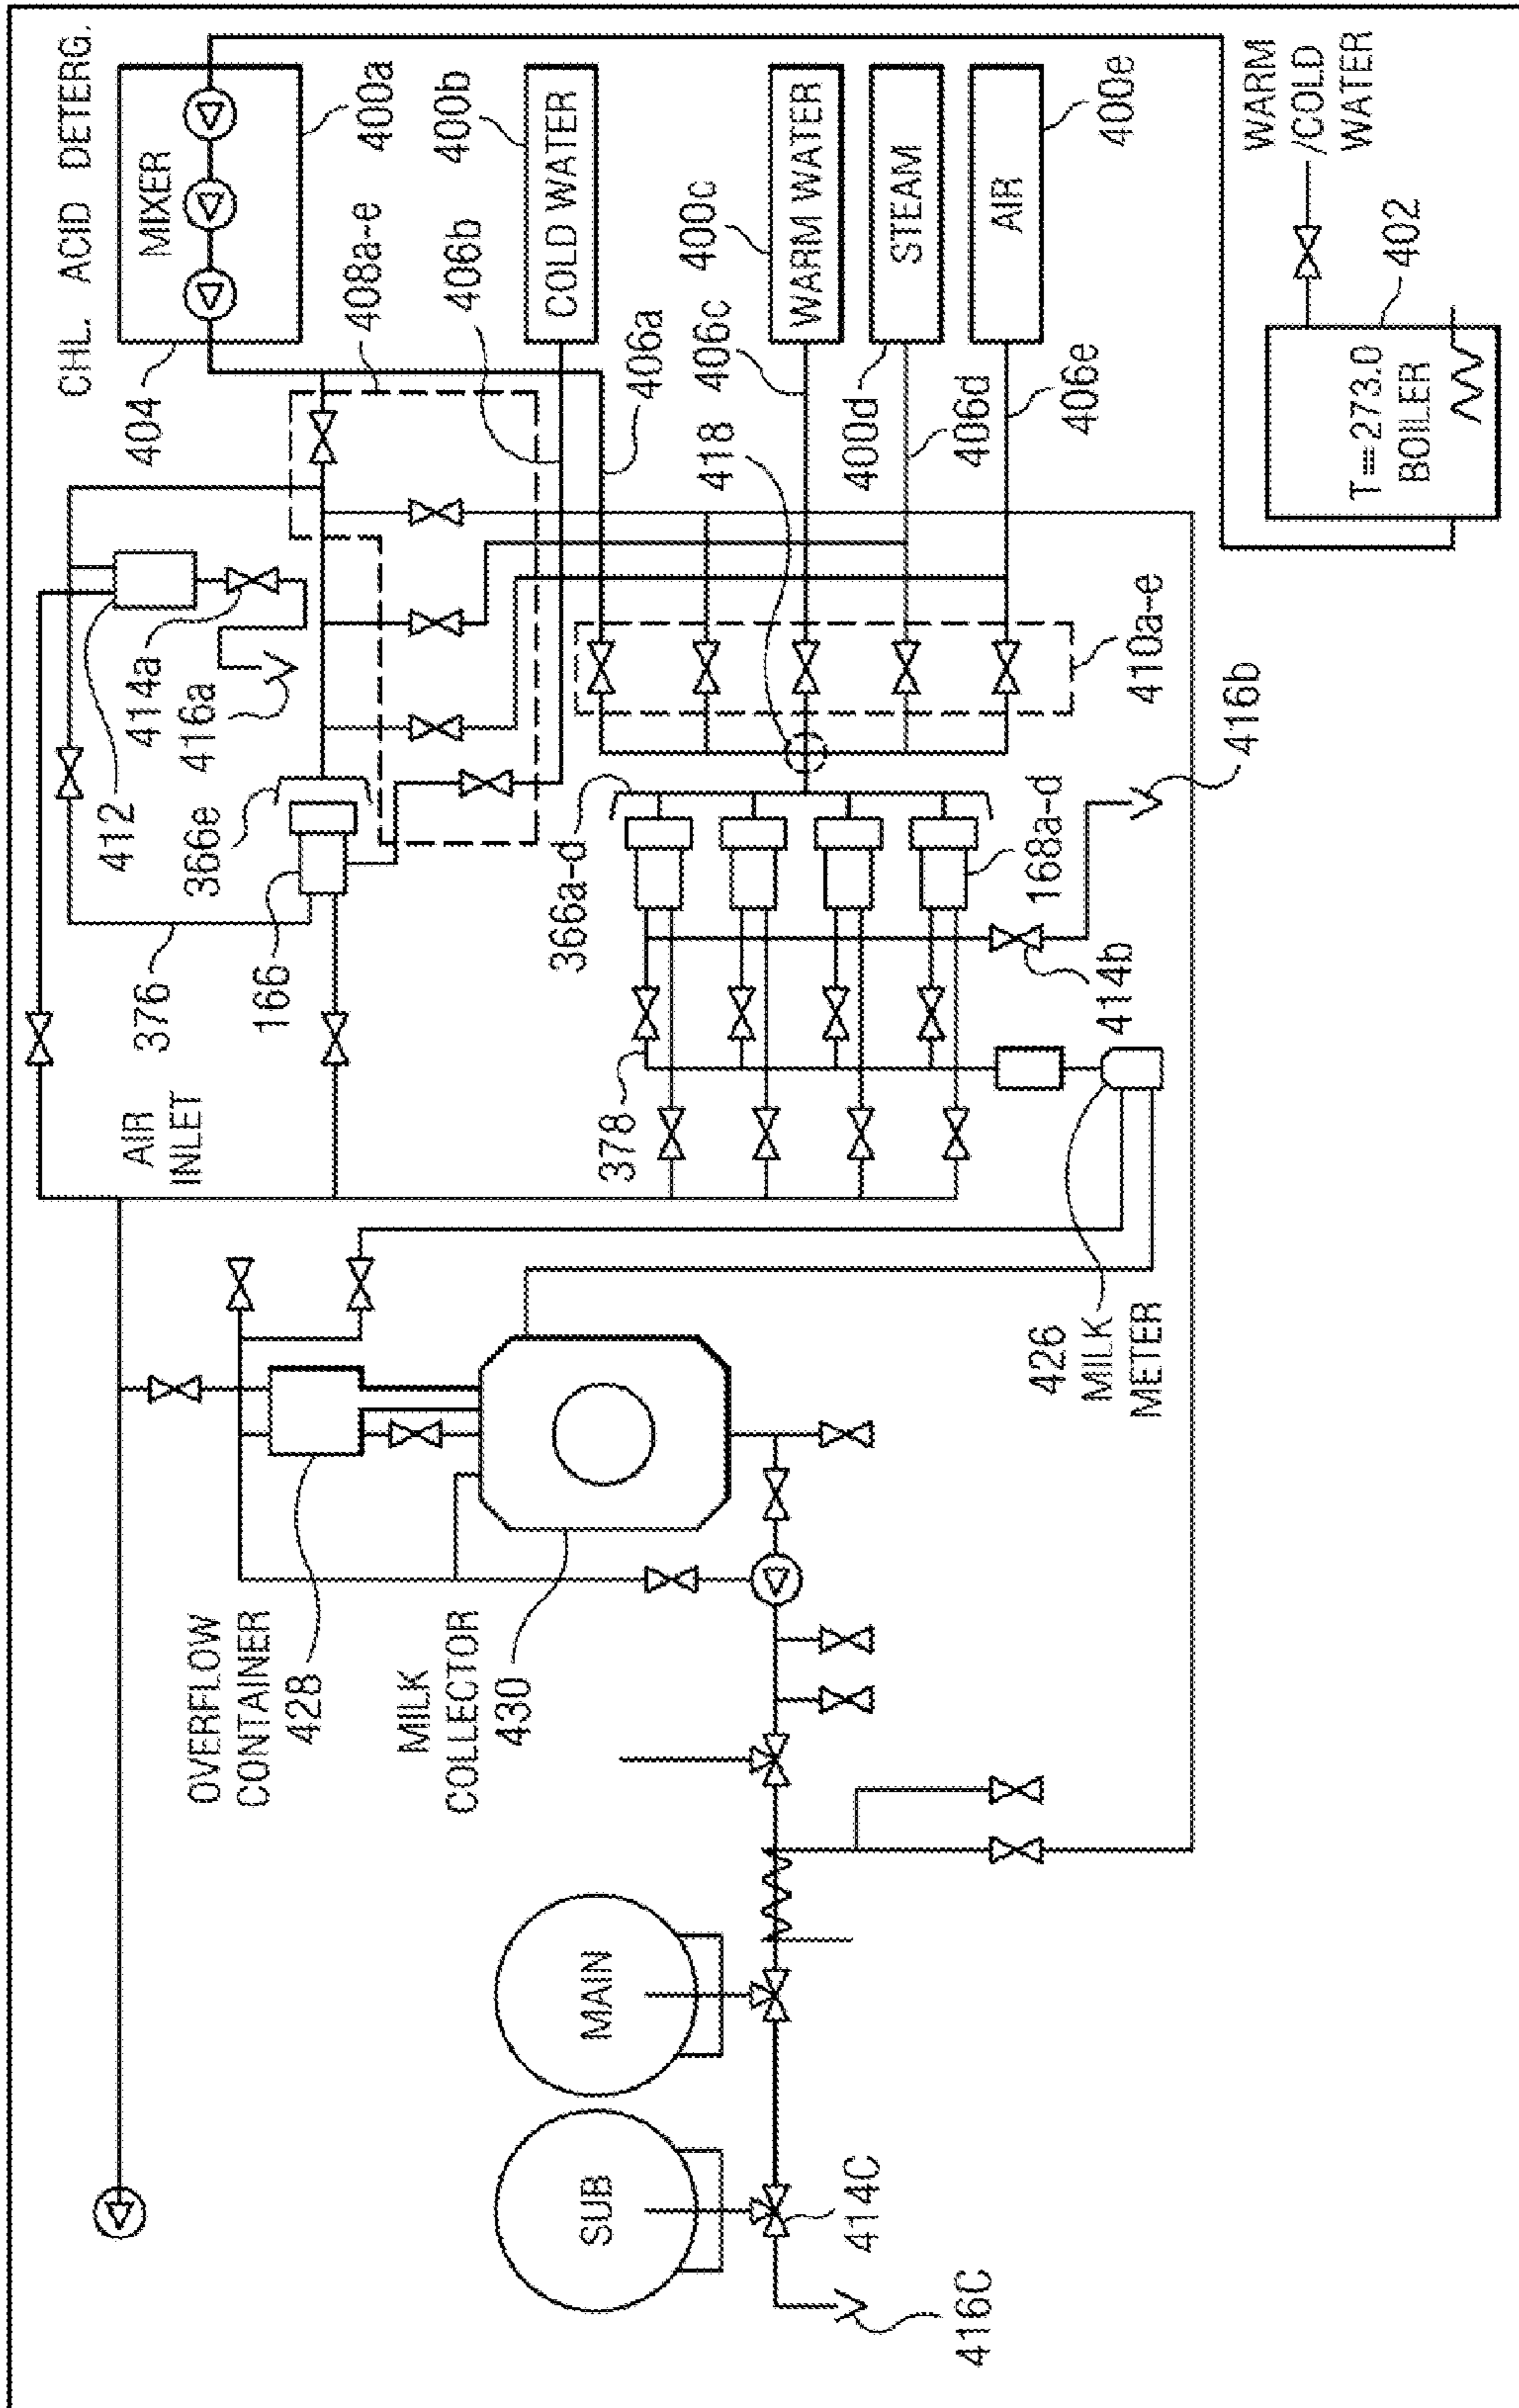 CHL. ACID DETERG.
MIXER
404
400a
412
414a
416a
366e
376
166
408a-e
406b
400b
COLD WATER
406a
418
406c
400c
WARM WATER
400d
STEAM
406d
AIR
406e
400e
AIR
INLET
366a-d
168a-d
410a-e
416b
378
414b
WARM
/COLD
WATER
T=273.0
BOILER
402
OVERFLOW
CONTAINER
428
MILK
COLLECTOR
430
426
MILK
METER
SUB
MAIN
414C
416C